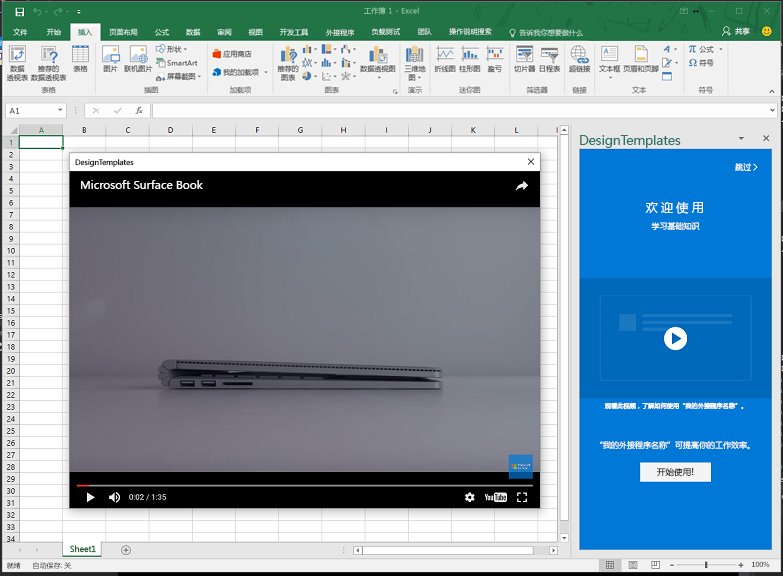 工作簿 1 - Excel
文件 开始 插入 页面布局 公式 数据 审阅 视图 开发工具 外接程序 负载测试 团队 操作说明搜索 告诉我你想要做什么 共享
数据透视表 推荐的数据透视表 表格 图片 联机图片 形状 SmartArt 屏幕截图 应用商店 我的加载项 推荐的图表 数据透视图 三维地图 折线图 柱形图 盈亏 切片器 日程表 超链接 文本框 页眉和页脚 公式 符号
表格 插图 加载项 图表 演示 迷你图 筛选器 链接 文本 符号
A1 fx
A B C D E F G H I J K L
1
2
3
4
5
6
7
8
9
10
11
12
13
14
15
16
17
18
19
20
21
22
23
24
25
26
27
28
29
30
31
32
33
34
DesignTemplates
Microsoft Surface Book
0:02 / 1:35
YouTube
DesignTemplates
跳过
欢迎使用
学习基础知识
观看此视频，了解如何使用“我的外接程序名称”。
“我的外接程序名称”可提高你的工作效率。
开始使用!
Sheet1
就绪 自动保存: 关
100%